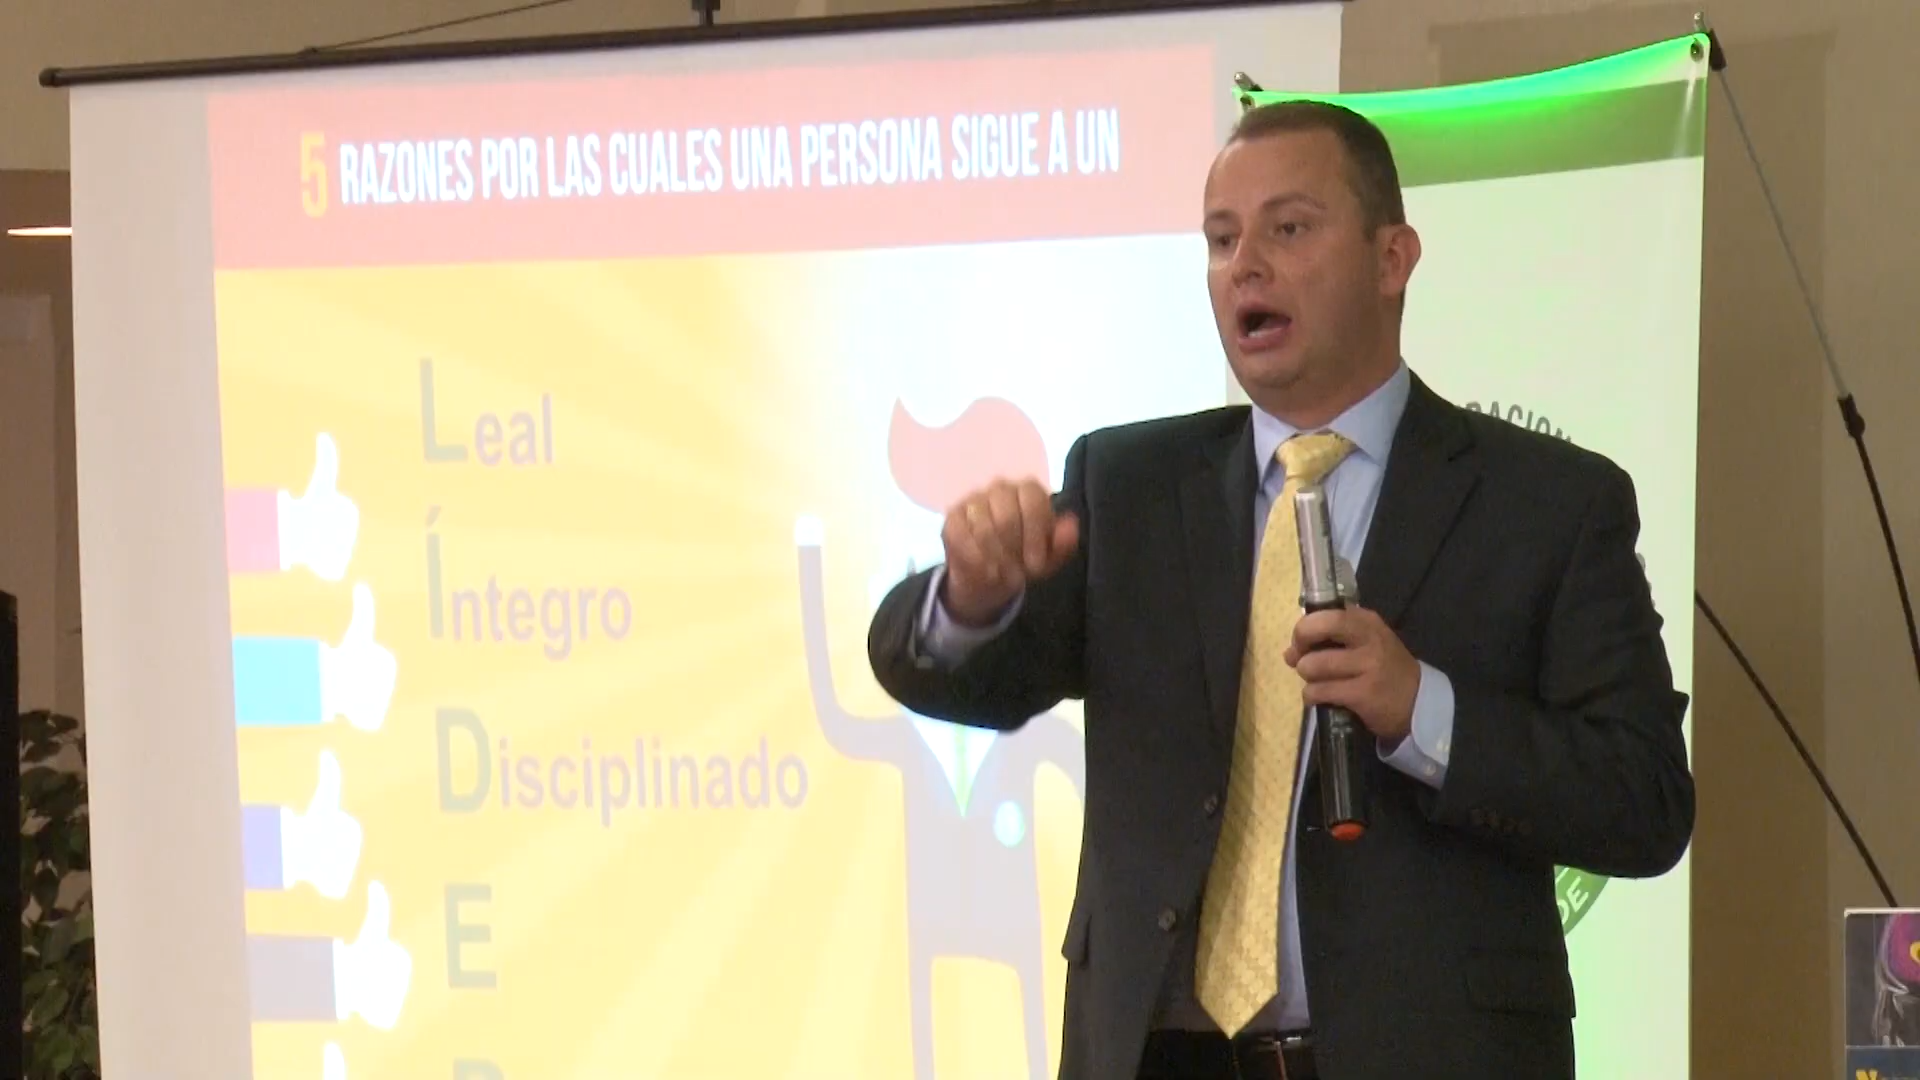 5 RAZONES POR LAS CUALES UNA PERSONA SIGUE A UN
Leal
Íntegro
Disciplinado
E